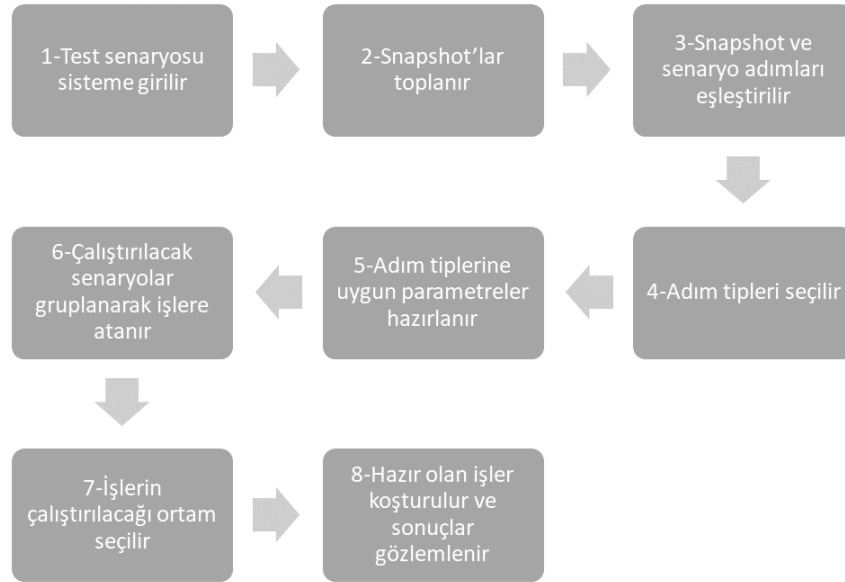 1-Test senaryosu
sisteme girilir
2-Snapshot’lar
toplanır
3-Snapshot ve
senaryo adımları
eşleştirilir
4-Adım tipleri seçilir
5-Adım tiplerine
uygun parametreler
hazırlanır
6-Çalıştırılacak
senaryolar
gruplanarak işlere
atanır
7-İşlerin
çalıştırılacağı ortam
seçilir
8-Hazır olan işler
koşturulur ve
sonuçlar
gözlemlenir